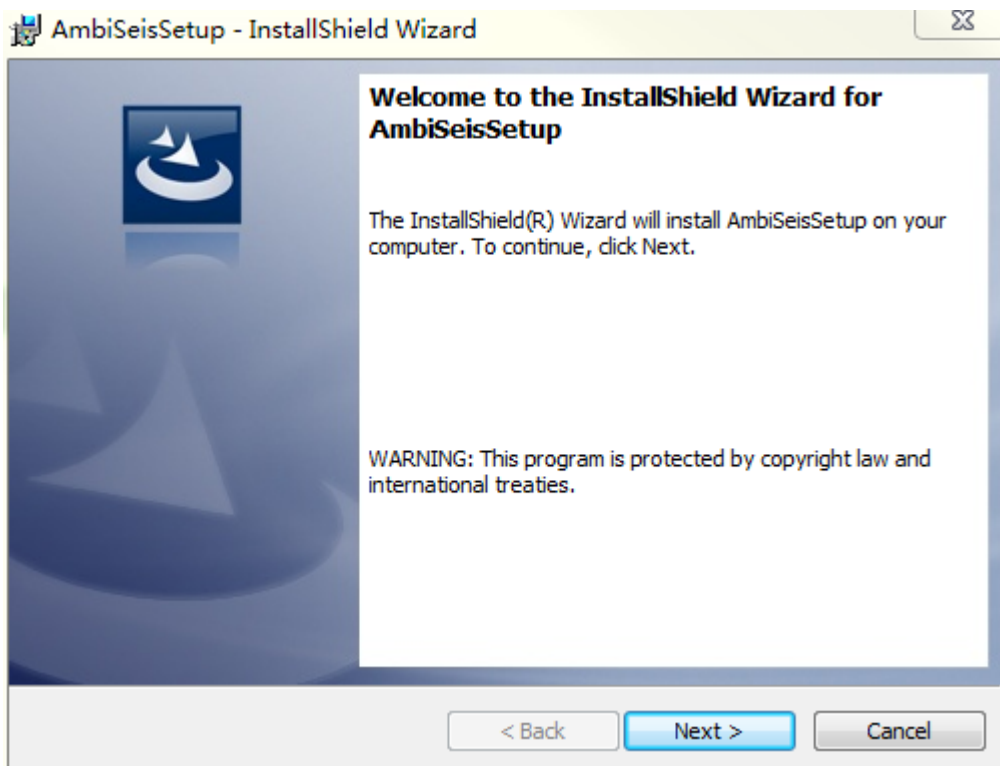 AmbiSeisSetup - InstallShield Wizard
Welcome to the InstallShield Wizard for
AmbiSeisSetup
The InstallShield(R) Wizard will install AmbiSeisSetup on your
computer. To continue, click Next.
WARNING: This program is protected by copyright law and
international treaties.
< Back
Next >
Cancel